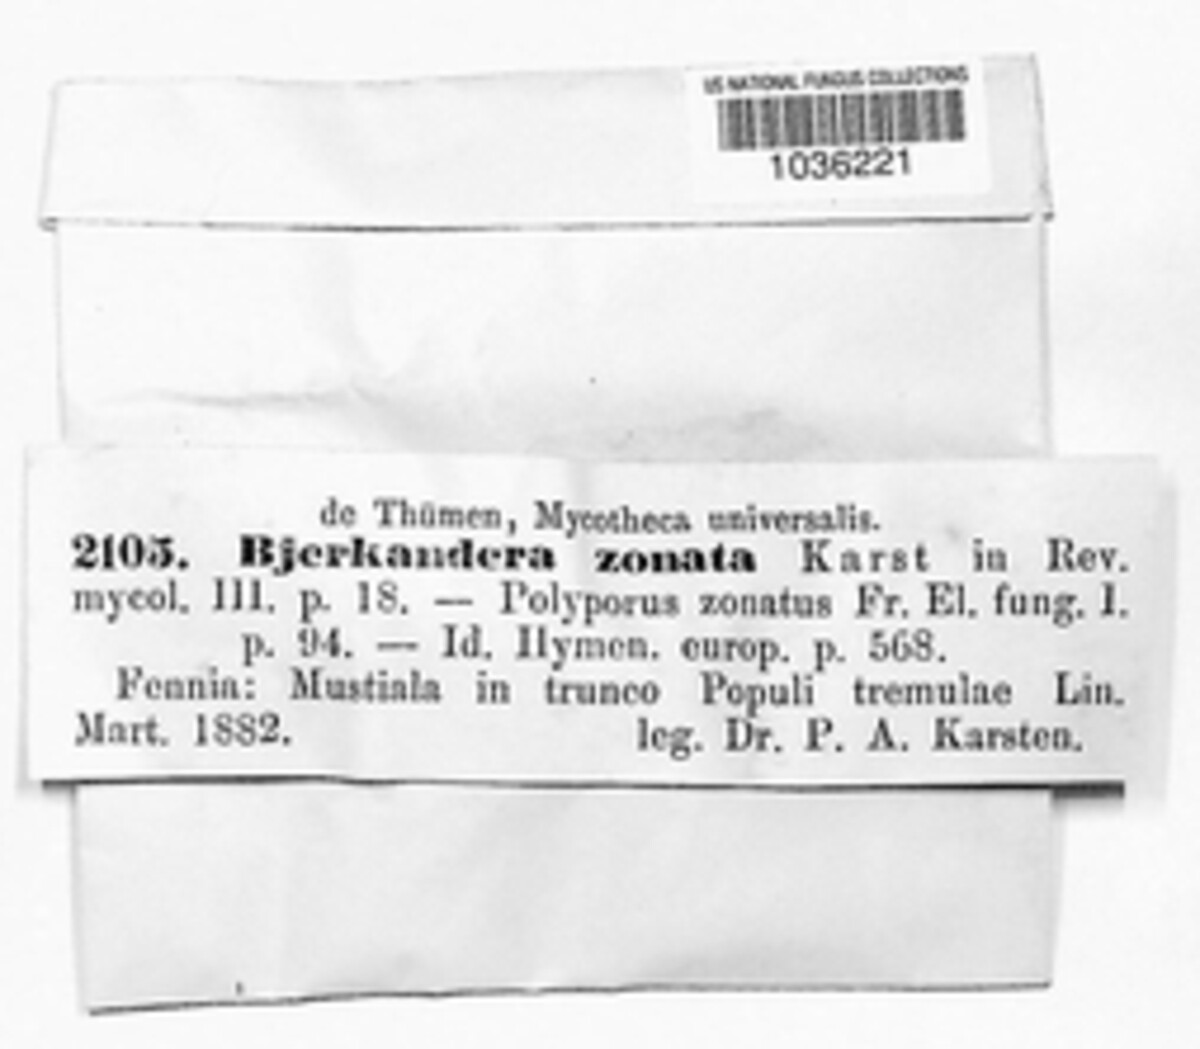 US NATIONAL FUNGUS COLLECTIONS
1036221
de Thümen, Mycotheca universalis.
2105. Bjerkandera zonata Karst in Rev.
mycol. III. p. 18. — Polyporus zonatus Fr. El. fung. I.
p. 94. — Id. Hymen. europ. p. 568.
Fennia: Mustiala in trunco Populi tremulae Lin.
Mart. 1882. leg. Dr. P. A. Karsten.